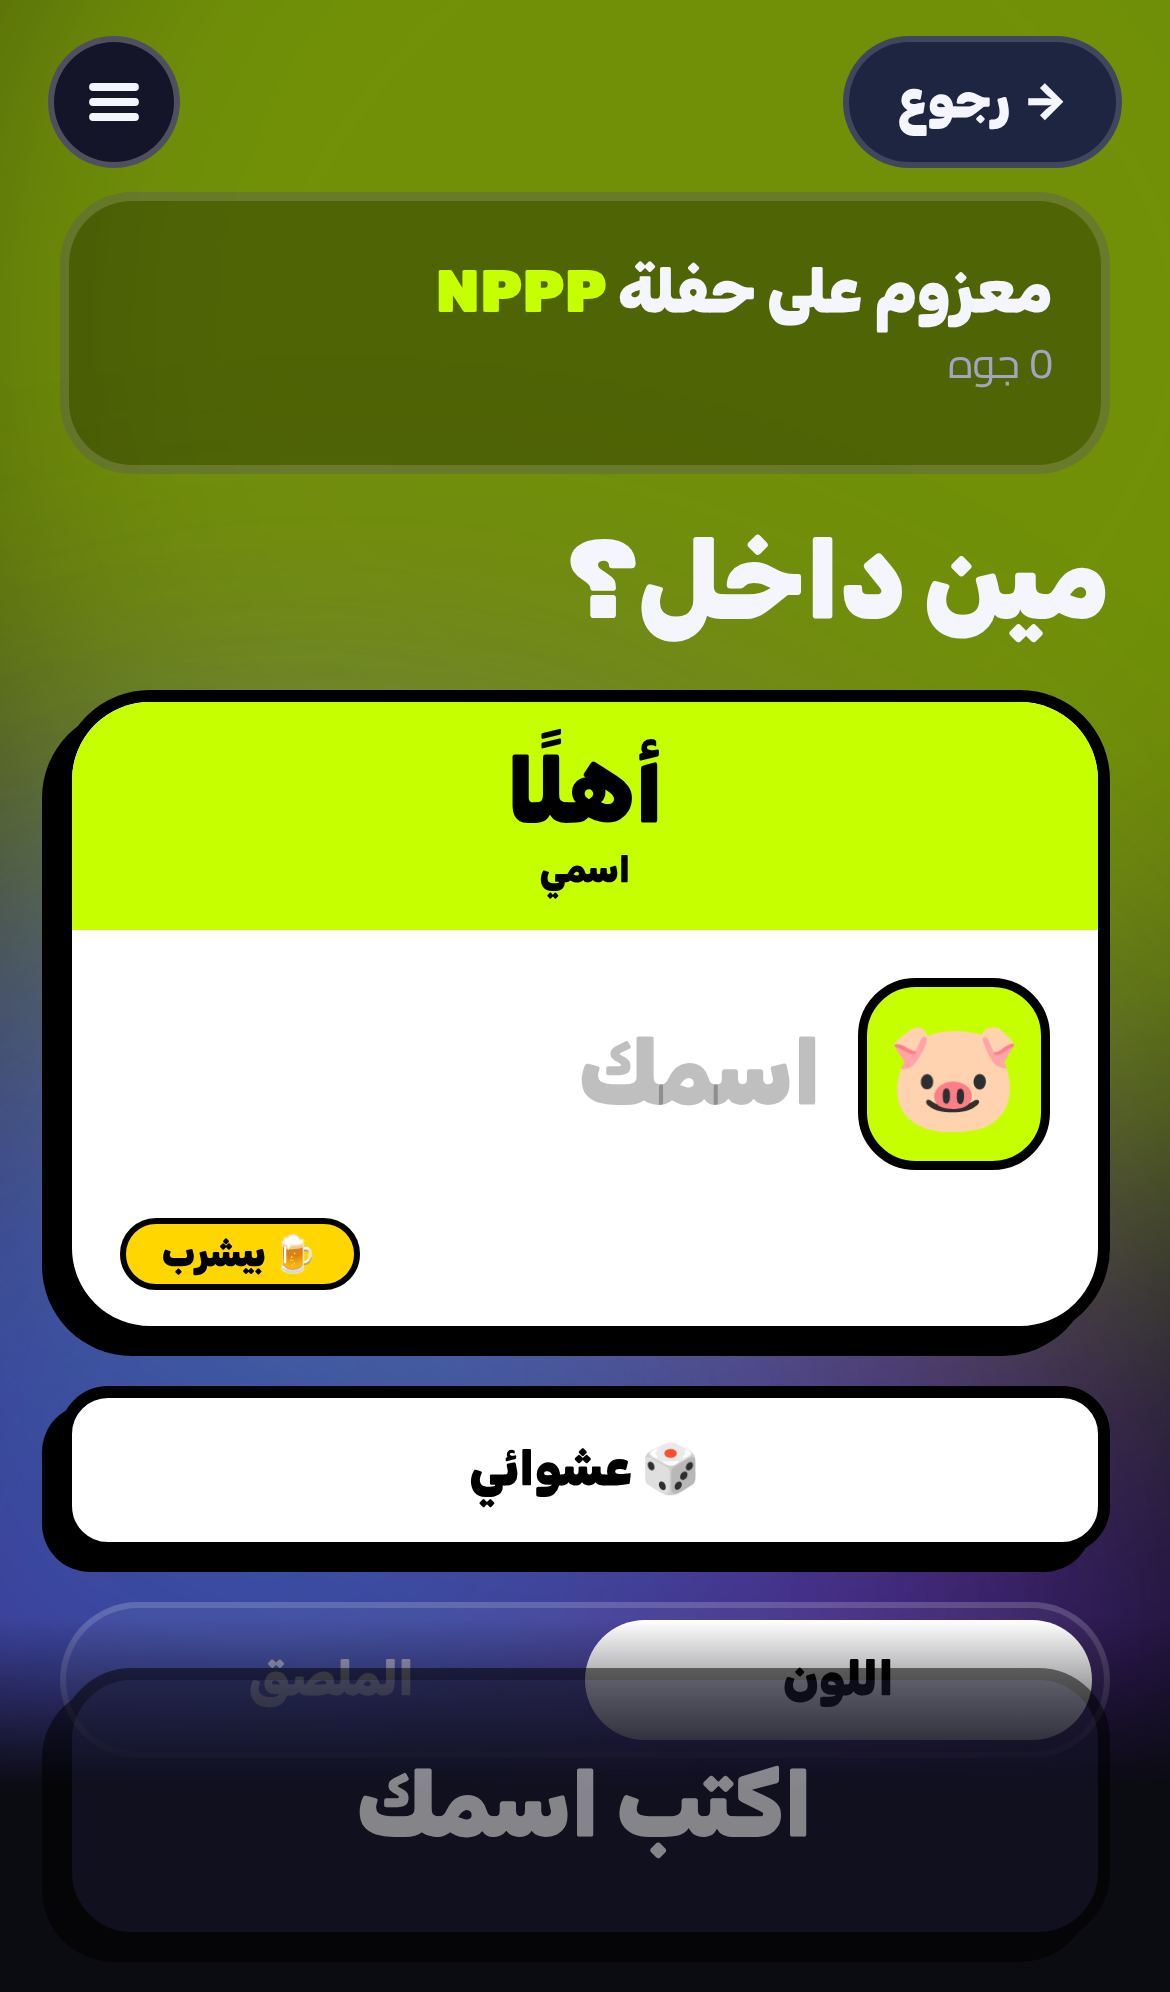 رجوع
معزوم على حفلة NPPP
0 جوه
مين داخل؟
أهلًا
اسمي
اسمك
بيشرب
عشوائي
اللون
الملصق
اكتب اسمك